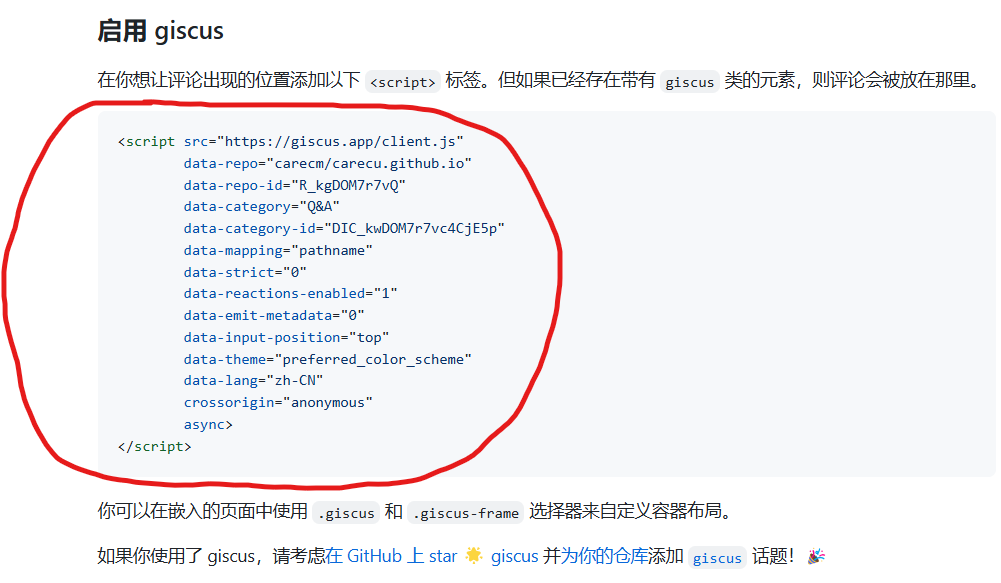 启用 giscus
在你想让评论出现的位置添加以下 <script> 标签。但如果已经存在带有 giscus 类的元素，则评论会被放在那里。
<script src="https://giscus.app/client.js"
data-repo="carecm/carecu.github.io"
data-repo-id="R_kgDOM7r7vQ"
data-category="Q&A"
data-category-id="DIC_kwDOM7r7vc4CjE5p"
data-mapping="pathname"
data-strict="0"
data-reactions-enabled="1"
data-emit-metadata="0"
data-input-position="top"
data-theme="preferred_color_scheme"
data-lang="zh-CN"
crossorigin="anonymous"
async>
</script>
你可以在嵌入的页面中使用 .giscus 和 .giscus-frame 选择器来自定义容器布局。
如果你使用了 giscus，请考虑在 GitHub 上 star 🌟 giscus 并为你的仓库添加 giscus 话题！🎉